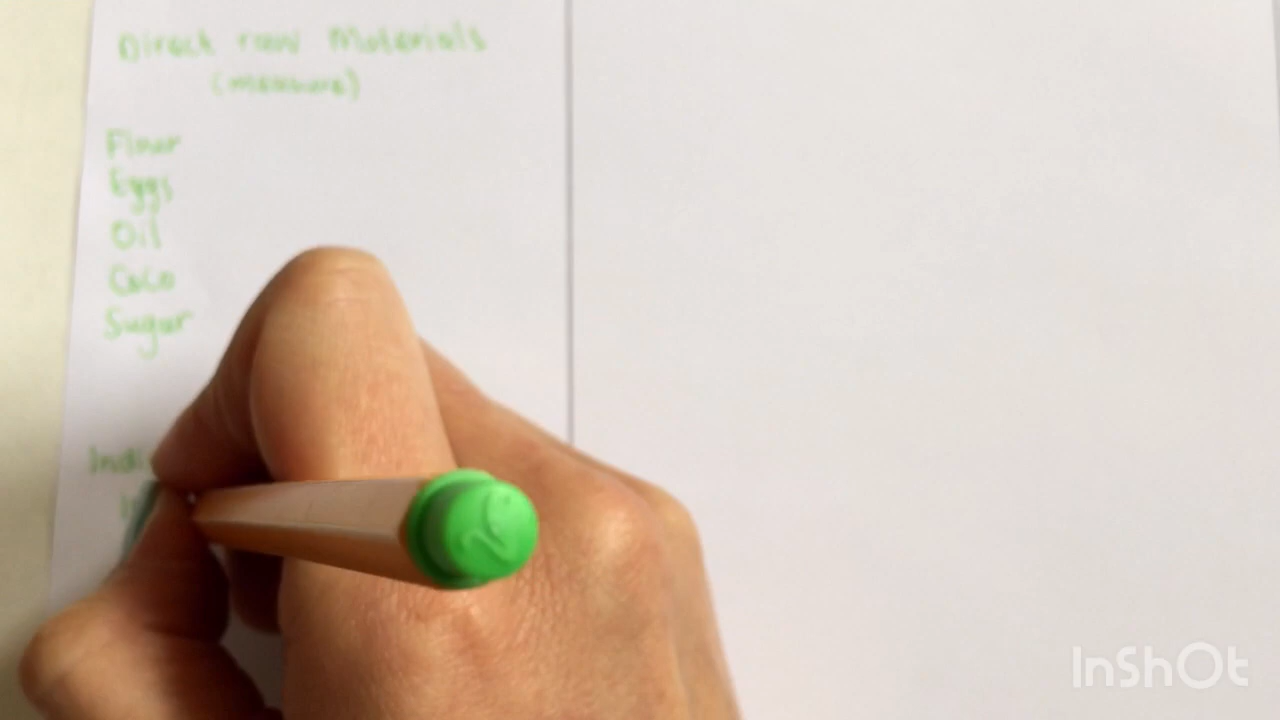 Direct raw Materials
(measure)
Flour
Eggs
Oil
Coco
Sugar
InShOt